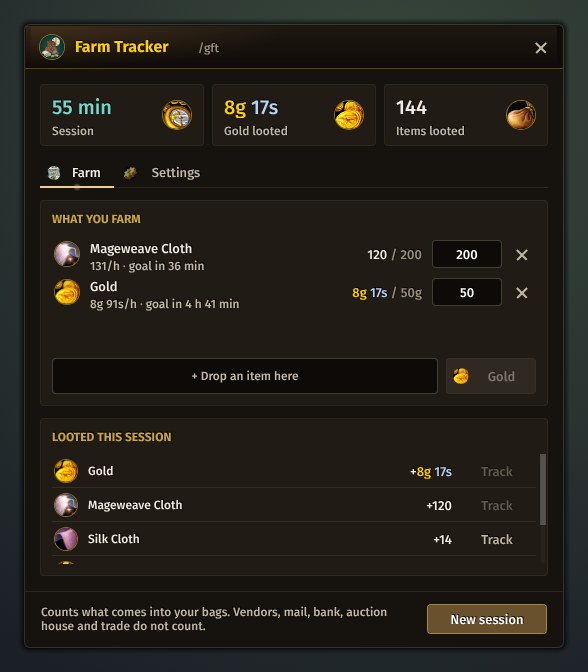 Farm Tracker /gft
55 min
Session
8g 17s
Gold looted
144
Items looted
Farm
Settings
WHAT YOU FARM
Mageweave Cloth
131/h · goal in 36 min
120 / 200
200
Gold
8g 91s/h · goal in 4 h 41 min
8g 17s / 50g
50
+ Drop an item here
Gold
LOOTED THIS SESSION
Gold +8g 17s Track
Mageweave Cloth +120 Track
Silk Cloth +14 Track
Counts what comes into your bags. Vendors, mail, bank, auction
house and trade do not count.
New session